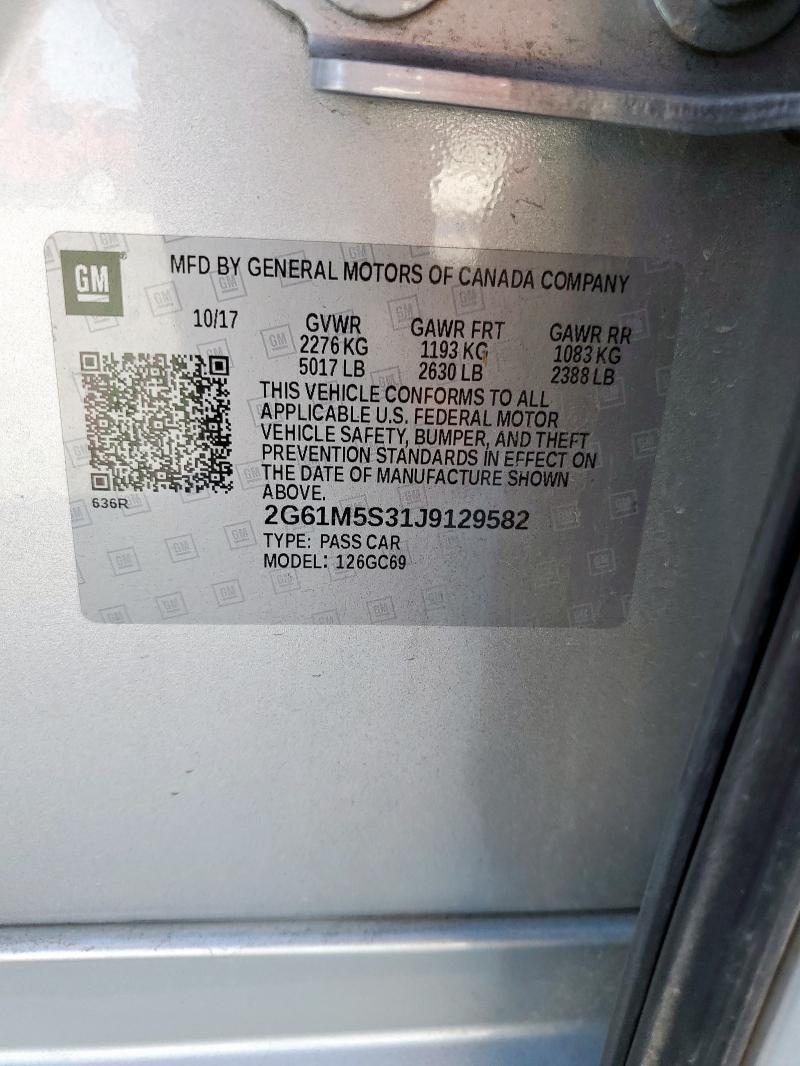 GM
MFD BY GENERAL MOTORS OF CANADA COMPANY
10/17 GVWR GAWR FRT GAWR RR
2276 KG 1193 KG 1083 KG
5017 LB 2630 LB 2388 LB
THIS VEHICLE CONFORMS TO ALL
APPLICABLE U.S. FEDERAL MOTOR
VEHICLE SAFETY, BUMPER, AND THEFT
PREVENTION STANDARDS IN EFFECT ON
THE DATE OF MANUFACTURE SHOWN
ABOVE.
636R
2G61M5S31J9129582
TYPE: PASS CAR
MODEL: 126GC69